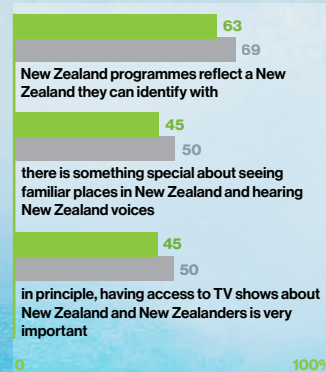 63
69
New Zealand programmes reflect a New
Zealand they can identify with
45
50
there is something special about seeing
familiar places in New Zealand and hearing
New Zealand voices
45
50
in principle, having access to TV shows about
New Zealand and New Zealanders is very
important
0 100%